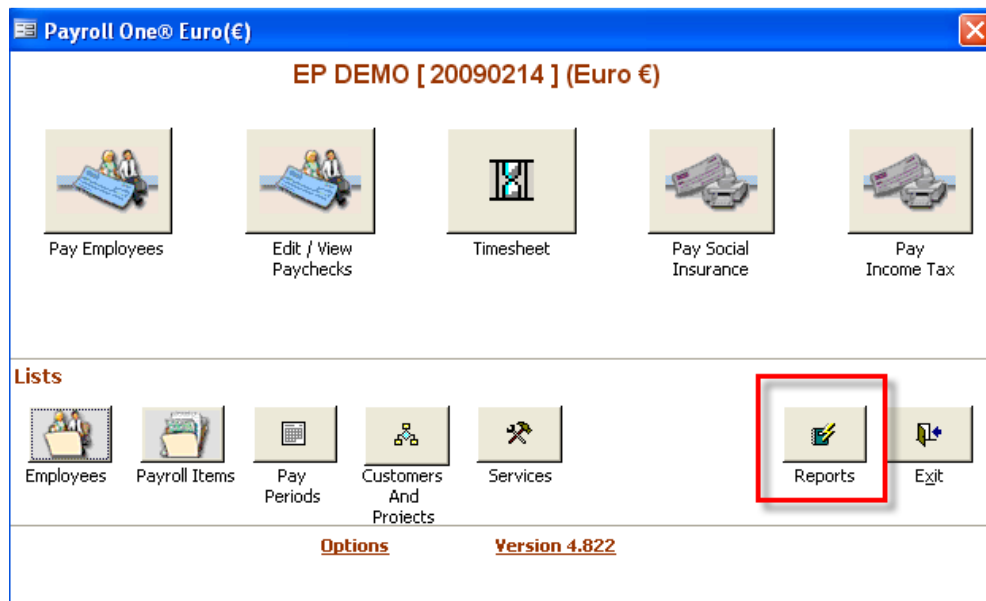 Payroll One® Euro(€)
EP DEMO [ 20090214 ] (Euro €)
Pay Employees
Edit / View
Paychecks
Timesheet
Pay Social
Insurance
Pay
Income Tax
Lists
Employees
Payroll Items
Pay
Periods
Customers
And
Projects
Services
Reports
Exit
Options
Version 4.822